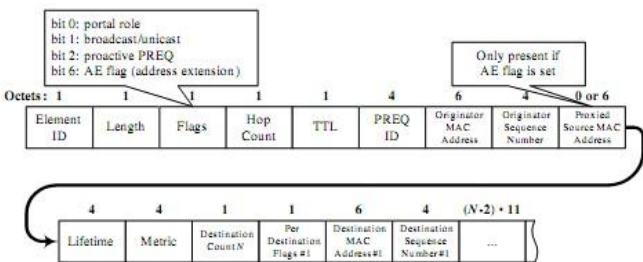 bit 0: portal role
bit 1: broadcast/unicast
bit 2: proactive PREQ
bit 6: AE flag (address extension)
Only present if
AE flag is set
Octets: 1 1 1 1 1 4 6 4 0 or 6
Element ID
Length
Flags
Hop Count
TTL
PREQ ID
Originator MAC Address
Originator Sequence Number
Proxied Source MAC Address
4 4 1 1 6 4 (N-2) • 11
Lifetime
Metric
Destination Count N
Per Destination Flags #1
Destination MAC Address#1
Destination Sequence Number#1
...